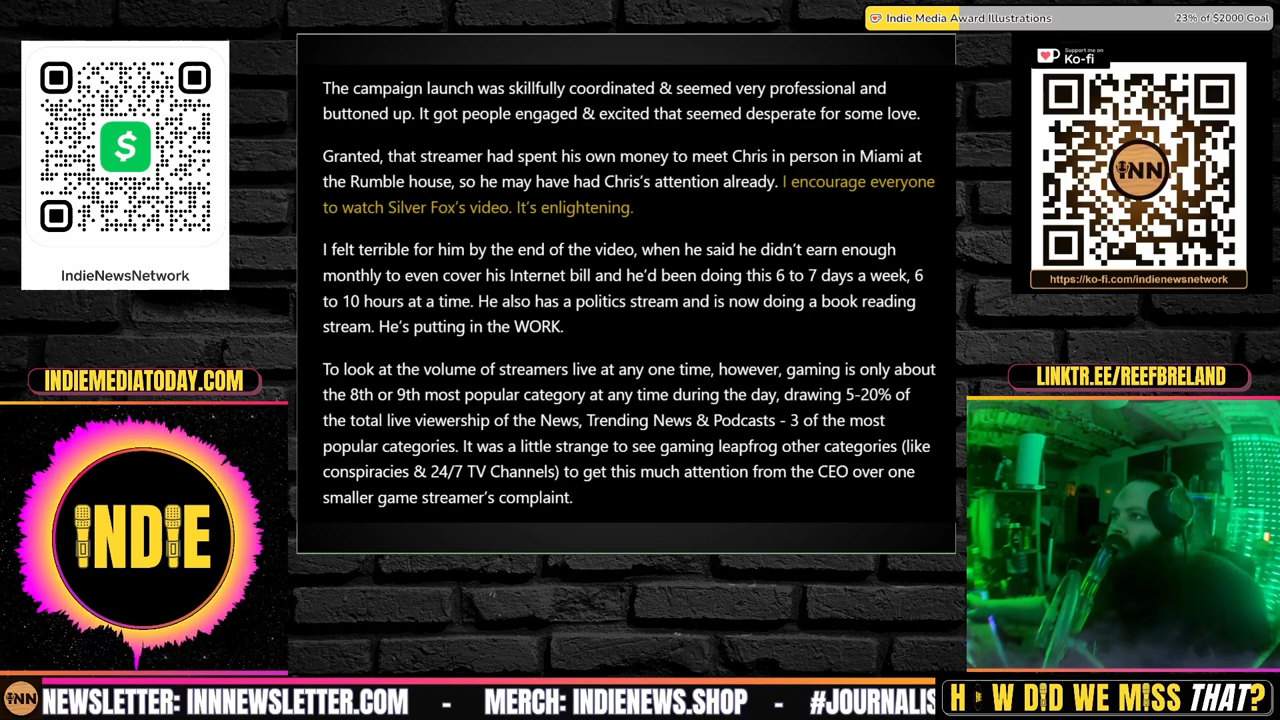 Indie Media Award Illustrations
23% of $2000 Goal
IndieNewsNetwork
Support me on
Ko-fi
INN
https://ko-fi.com/indienewsnetwork
The campaign launch was skillfully coordinated & seemed very professional and
buttoned up. It got people engaged & excited that seemed desperate for some love.
Granted, that streamer had spent his own money to meet Chris in person in Miami at
the Rumble house, so he may have had Chris's attention already. I encourage everyone
to watch Silver Fox's video. It's enlightening.
I felt terrible for him by the end of the video, when he said he didn't earn enough
monthly to even cover his Internet bill and he'd been doing this 6 to 7 days a week, 6
to 10 hours at a time. He also has a politics stream and is now doing a book reading
stream. He's putting in the WORK.
To look at the volume of streamers live at any one time, however, gaming is only about
the 8th or 9th most popular category at any time during the day, drawing 5-20% of
the total live viewership of the News, Trending News & Podcasts - 3 of the most
popular categories. It was a little strange to see gaming leapfrog other categories (like
conspiracies & 24/7 TV Channels) to get this much attention from the CEO over one
smaller game streamer's complaint.
INDIEMEDIATODAY.COM
LINKTR.EE/REEFBRELAND
INDIE
INN
NEWSLETTER: INNNEWSLETTER.COM - MERCH: INDIENEWS.SHOP - #JOURNALIS
HOW DID WE MISS THAT?